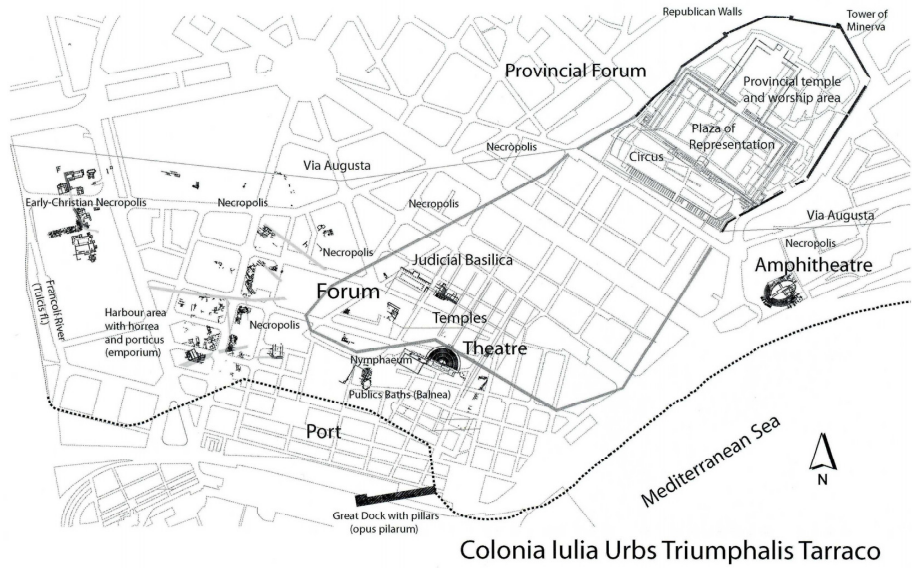 Republican Walls
Tower of
Minerva
Provincial Forum
Provincial temple
and worship area
Plaza of
Representation
Necròpolis
Circus
Via Augusta
Early-Christian Necropolis
Necropolis
Necropolis
Via Augusta
Necropolis
Necropolis
Judicial Basilica
Amphitheatre
Forum
Francolí River
(Tulcis fl.)
Harbour area
with horrea
and porticus
(emporium)
Necropolis
Temples
Theatre
Nymphaeum
Publics Baths (Balnea)
Port
Mediterranean Sea
N
Great Dock with pillars
(opus pilarum)
Colonia Iulia Urbs Triumphalis Tarraco